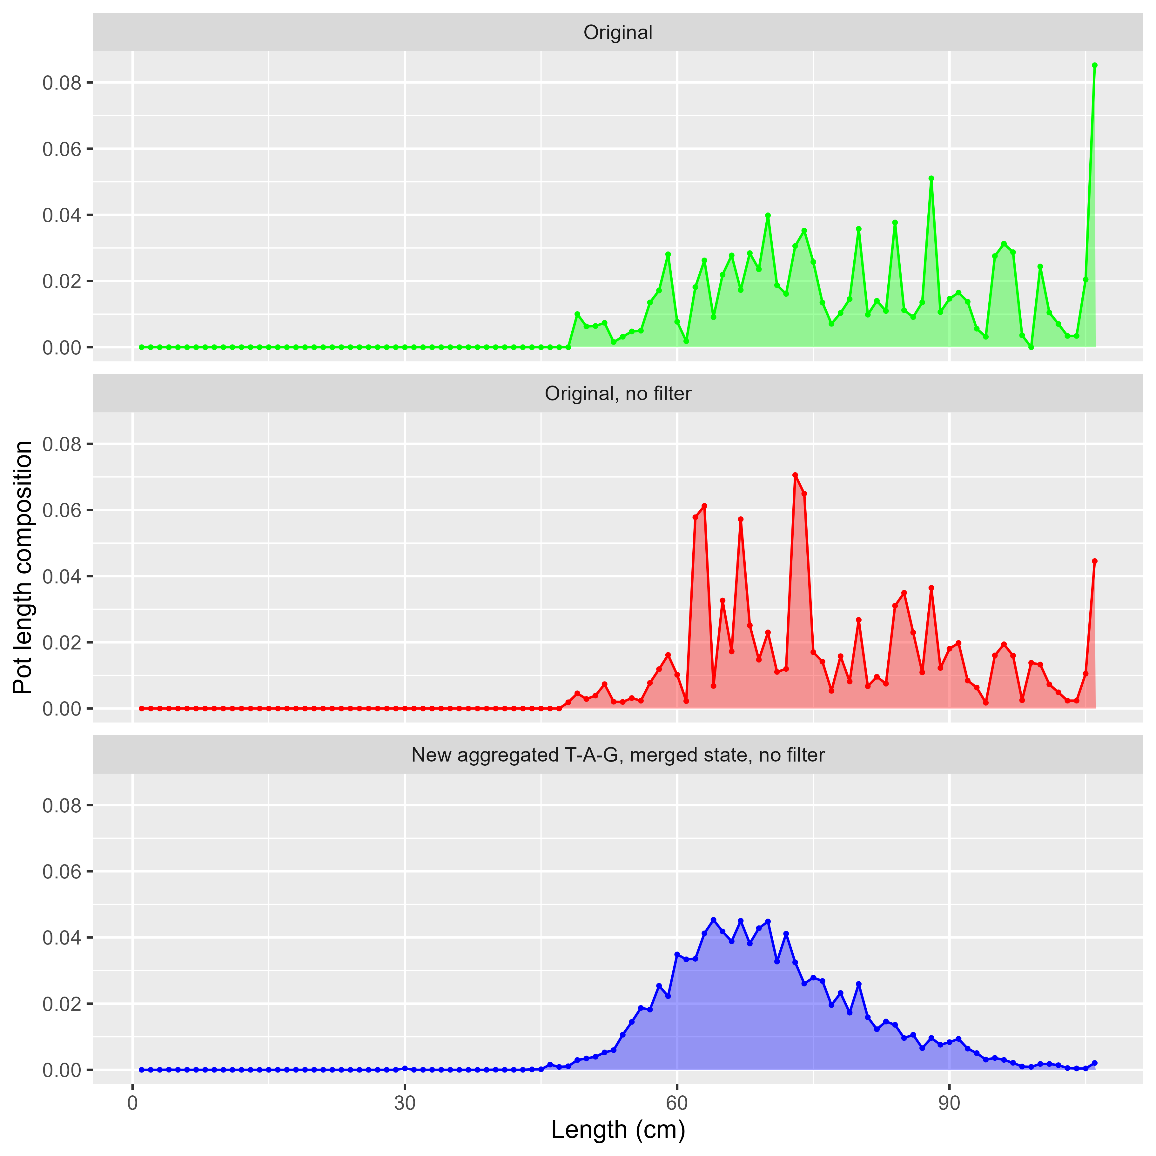 Original
0.08
0.06
0.04
0.02
0.00
Original, no filter
0.08
0.06
0.04
0.02
0.00
Pot length composition
New aggregated T-A-G, merged state, no filter
0.08
0.06
0.04
0.02
0.00
0 30 60 90
Length (cm)